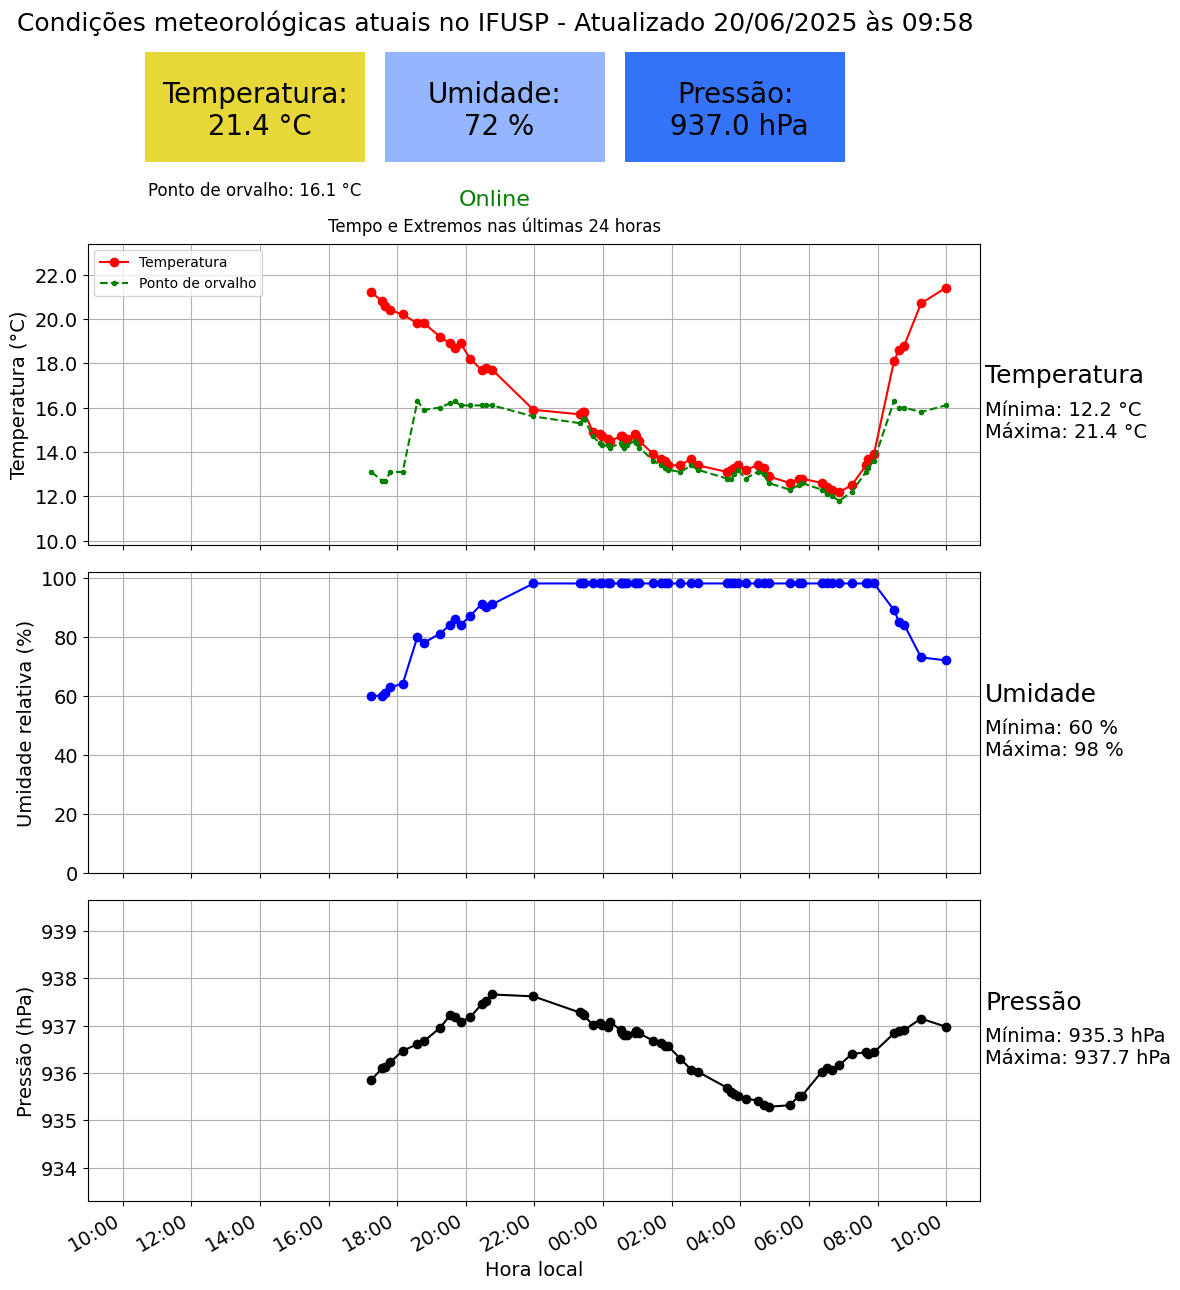 Condições meteorológicas atuais no IFUSP - Atualizado 20/06/2025 às 09:58
Temperatura:
21.4 °C
Umidade:
72 %
Pressão:
937.0 hPa
Ponto de orvalho: 16.1 °C
Online
Tempo e Extremos nas últimas 24 horas
Temperatura
Ponto de orvalho
Temperatura (°C)
22.0
20.0
18.0
16.0
14.0
12.0
10.0
Temperatura
Mínima: 12.2 °C
Máxima: 21.4 °C
Umidade relativa (%)
100
80
60
40
20
0
Umidade
Mínima: 60 %
Máxima: 98 %
Pressão (hPa)
939
938
937
936
935
934
Pressão
Mínima: 935.3 hPa
Máxima: 937.7 hPa
10:00
12:00
14:00
16:00
18:00
20:00
22:00
00:00
02:00
04:00
06:00
08:00
10:00
Hora local